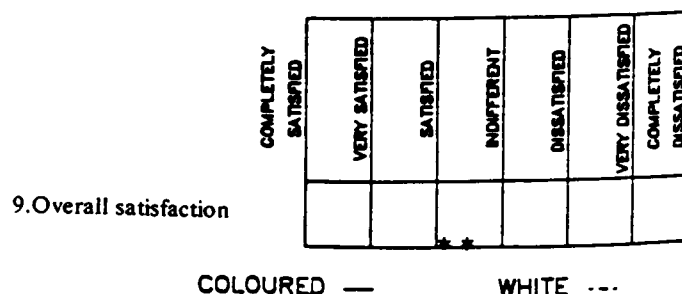 COMPLETELY SATISFIED
VERY SATISFIED
SATISFIED
INDIFFERENT
DISSATISFIED
VERY DISSATISFIED
COMPLETELY DISSATISFIED
9.Overall satisfaction
* *
COLOURED — WHITE ---